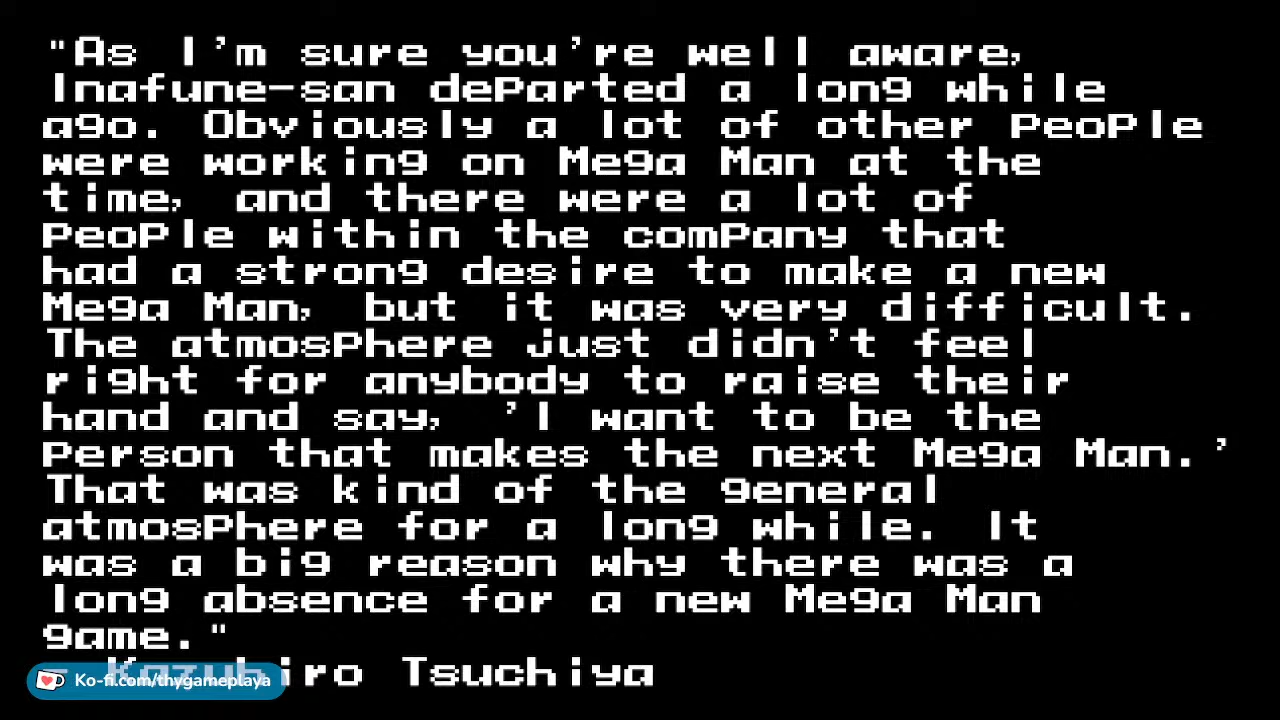 "As I'm sure you're well aware,
Inafune-san departed a long while
ago. Obviously a lot of other people
were working on Mega Man at the
time, and there were a lot of
people within the company that
had a strong desire to make a new
Mega Man, but it was very difficult.
The atmosphere just didn't feel
right for anybody to raise their
hand and say, 'I want to be the
person that makes the next Mega Man.'
That was kind of the general
atmosphere for a long while. It
was a big reason why there was a
long absence for a new Mega Man
game."
- Kazuhiro Tsuchiya
Ko-fi.com/thygameplaya